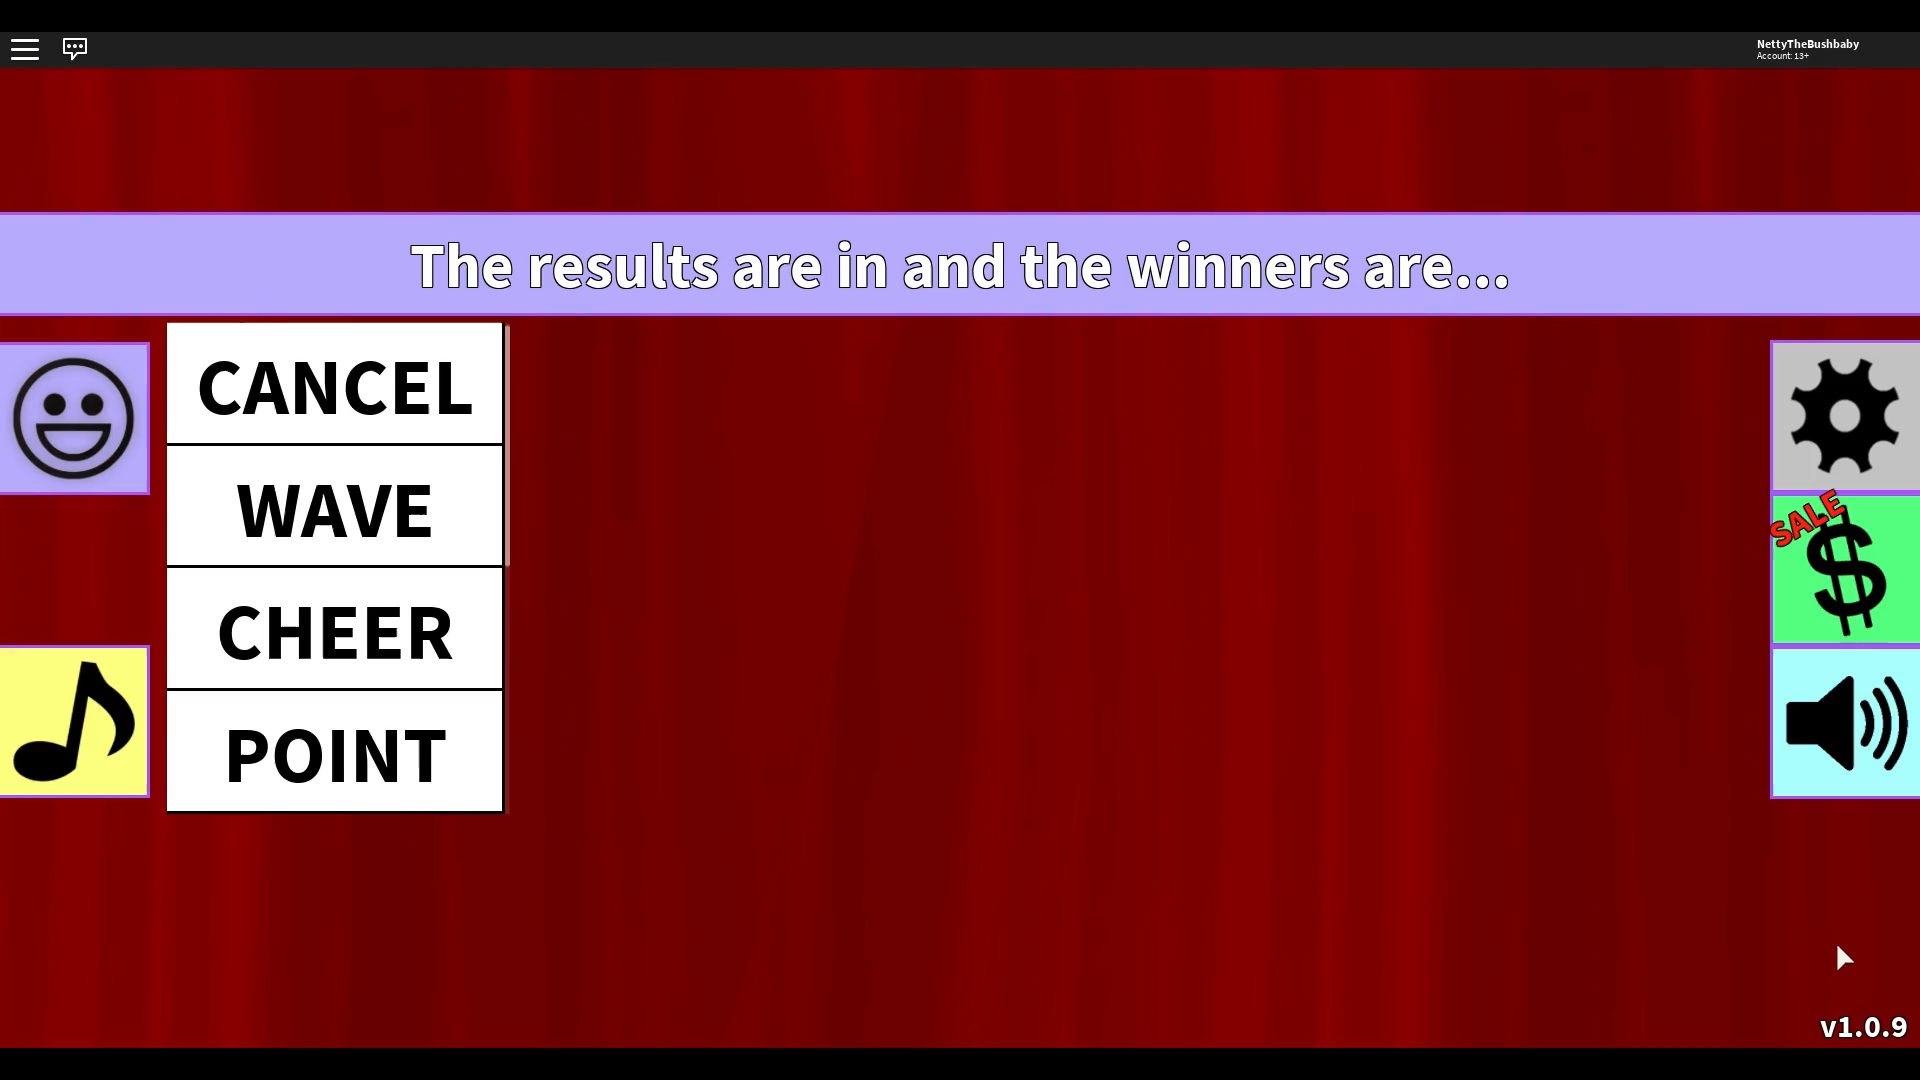 NettyTheBushbaby
Account: 13+
The results are in and the winners are...
CANCEL
WAVE
CHEER
POINT
SALE
$
v1.0.9